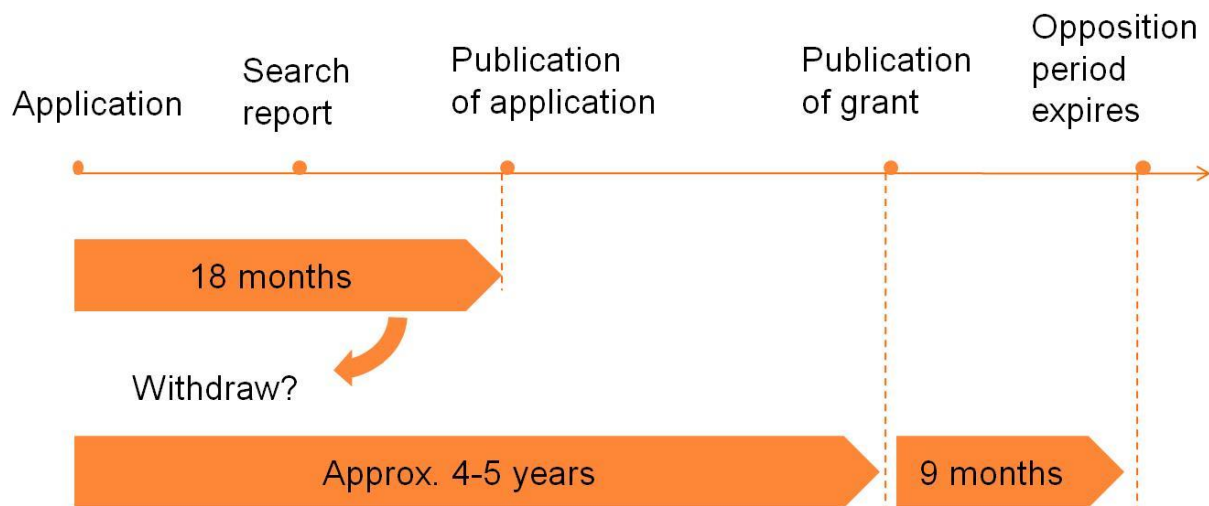 Application
Search
report
Publication
of application
Publication
of grant
Opposition
period
expires
18 months
Withdraw?
Approx. 4-5 years
9 months